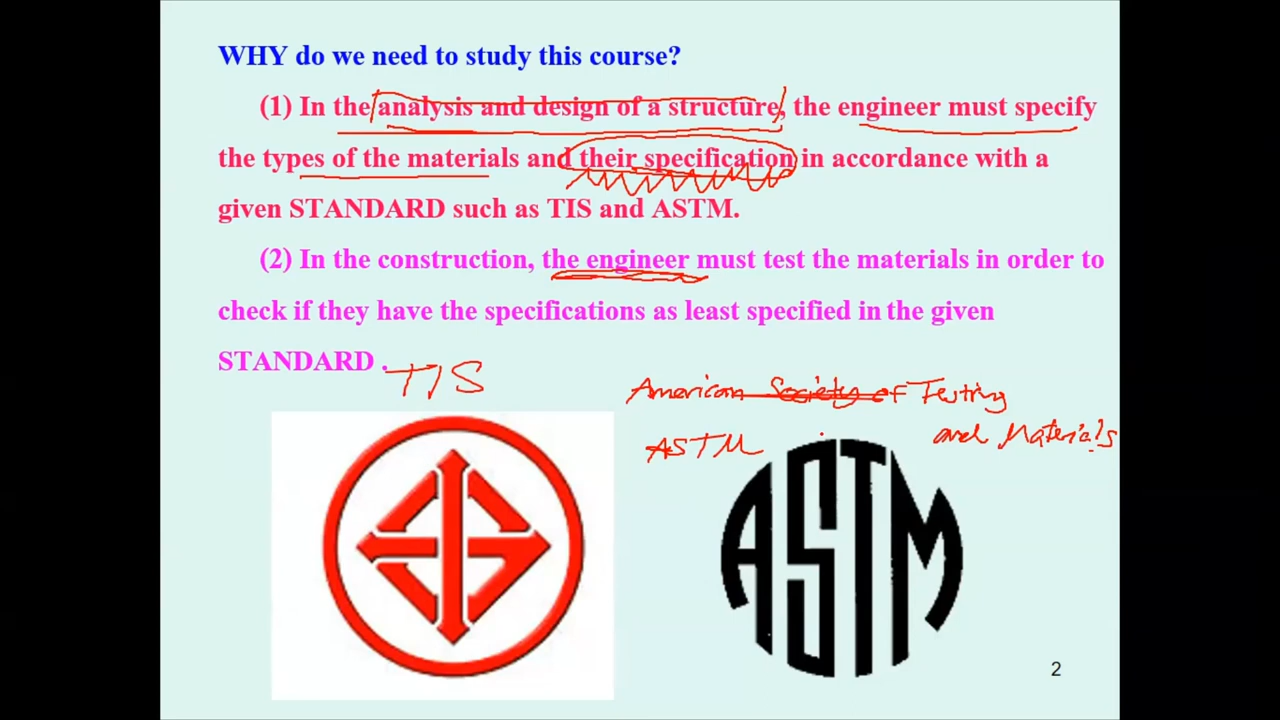 WHY do we need to study this course?
(1) In the analysis and design of a structure, the engineer must specify
the types of the materials and their specification in accordance with a
given STANDARD such as TIS and ASTM.
(2) In the construction, the engineer must test the materials in order to
check if they have the specifications as least specified in the given
STANDARD .
TIS
American Society of Testing
and Materials
ASTM
ASTM
2